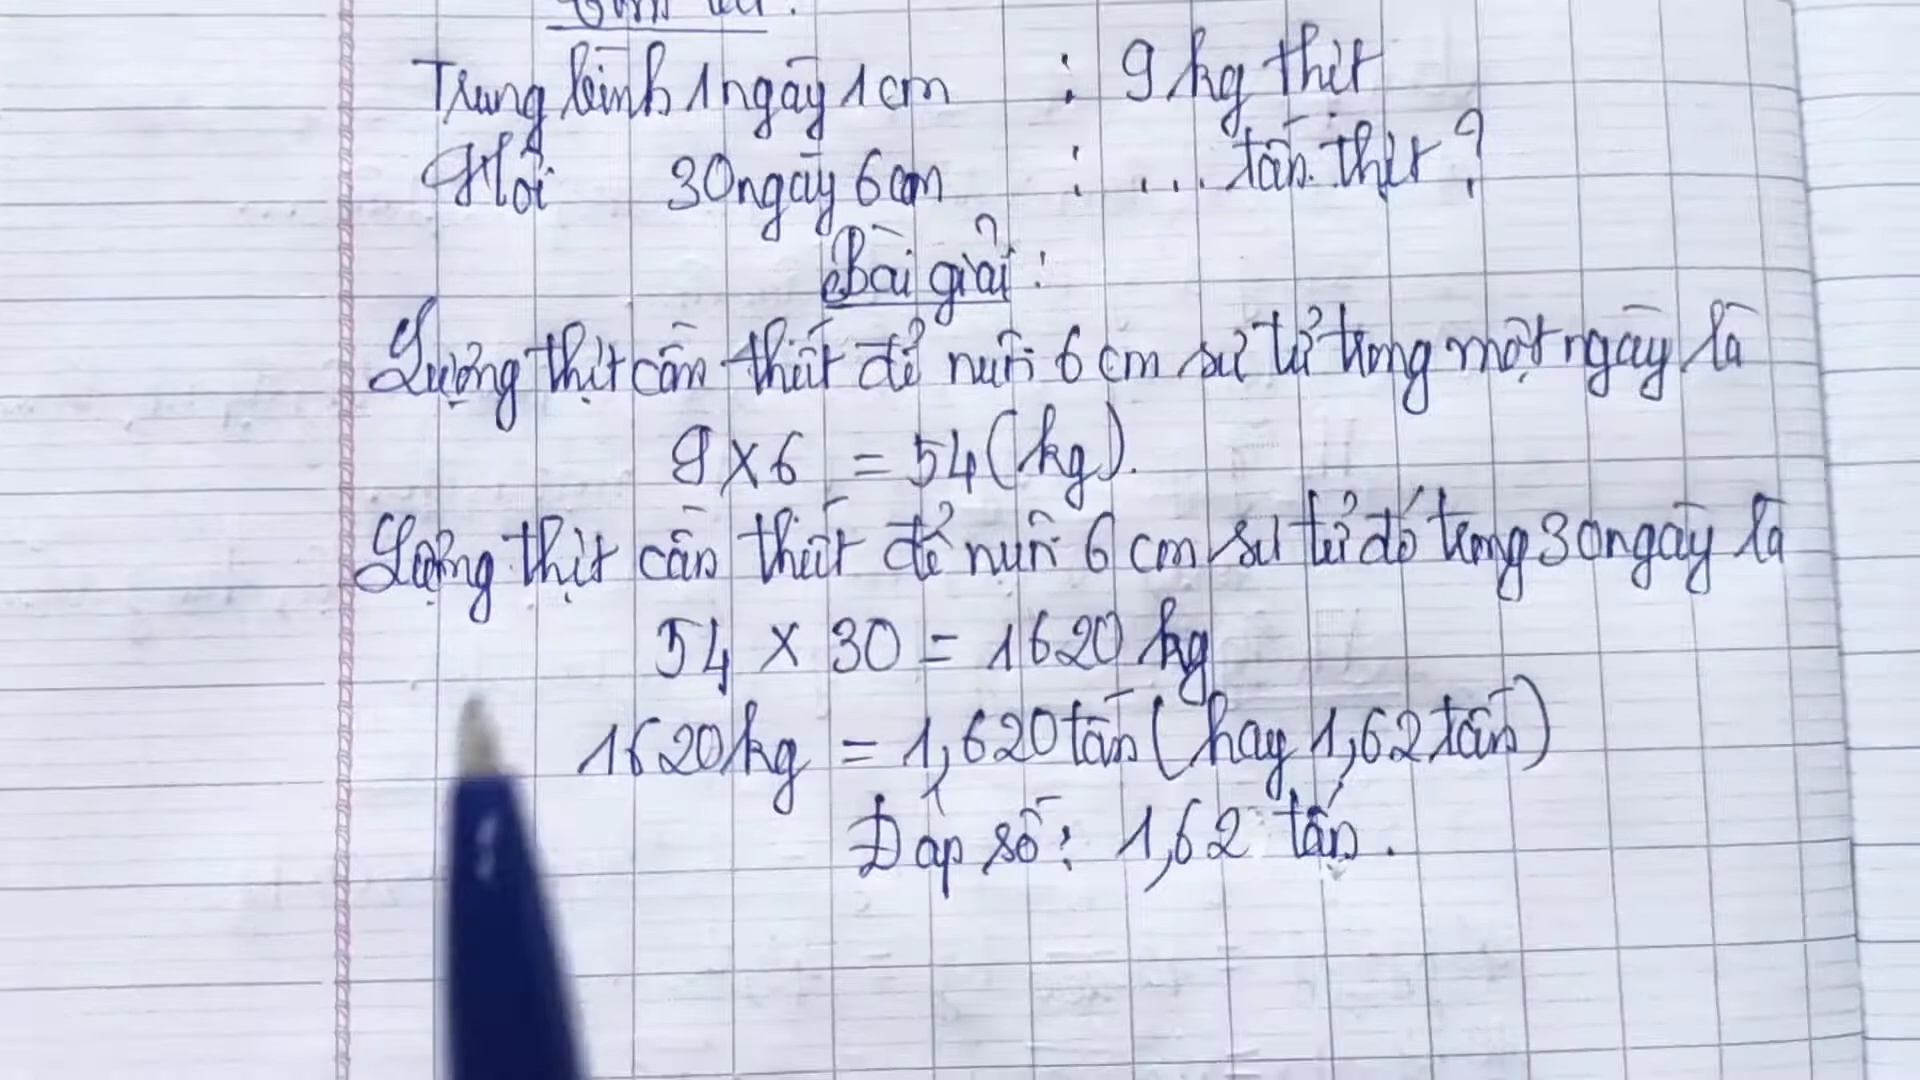 Tóm tắt:
Trung bình 1 ngày 1 con : 9 kg thịt
Hỏi 30 ngày 6 con : ... tấn thịt?
Bài giải:
Lượng thịt cần thiết để nuôi 6 con sư tử trong một ngày là
9 x 6 = 54 (kg).
Lượng thịt cần thiết để nuôi 6 con sư tử đó trong 30 ngày là
54 x 30 = 1620 kg
1620 kg = 1,620 tấn (hay 1,62 tấn)
Đáp số: 1,62 tấn.